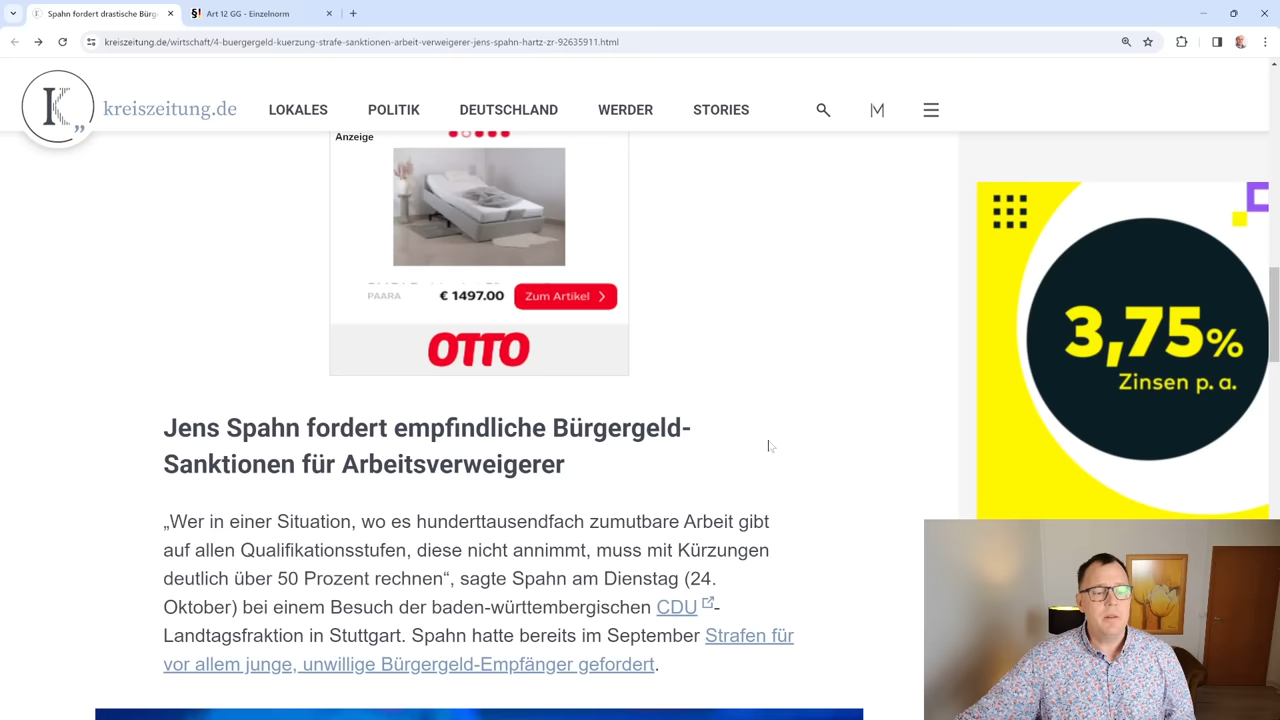 Spahn fordert drastische Bürg
Art 12 GG - Einzelnorm
kreiszeitung.de/wirtschaft/4-buergergeld-kuerzung-strafe-sanktionen-arbeit-verweigerer-jens-spahn-hartz-zr-92635911.html
kreiszeitung.de
LOKALES
POLITIK
DEUTSCHLAND
WERDER
STORIES
Anzeige
PAARA
€ 1497.00
Zum Artikel
OTTO
3,75%
Zinsen p. a.
Jens Spahn fordert empfindliche Bürgergeld-
Sanktionen für Arbeitsverweigerer
„Wer in einer Situation, wo es hunderttausendfach zumutbare Arbeit gibt
auf allen Qualifikationsstufen, diese nicht annimmt, muss mit Kürzungen
deutlich über 50 Prozent rechnen“, sagte Spahn am Dienstag (24.
Oktober) bei einem Besuch der baden-württembergischen CDU-
Landtagsfraktion in Stuttgart. Spahn hatte bereits im September Strafen für
vor allem junge, unwillige Bürgergeld-Empfänger gefordert.